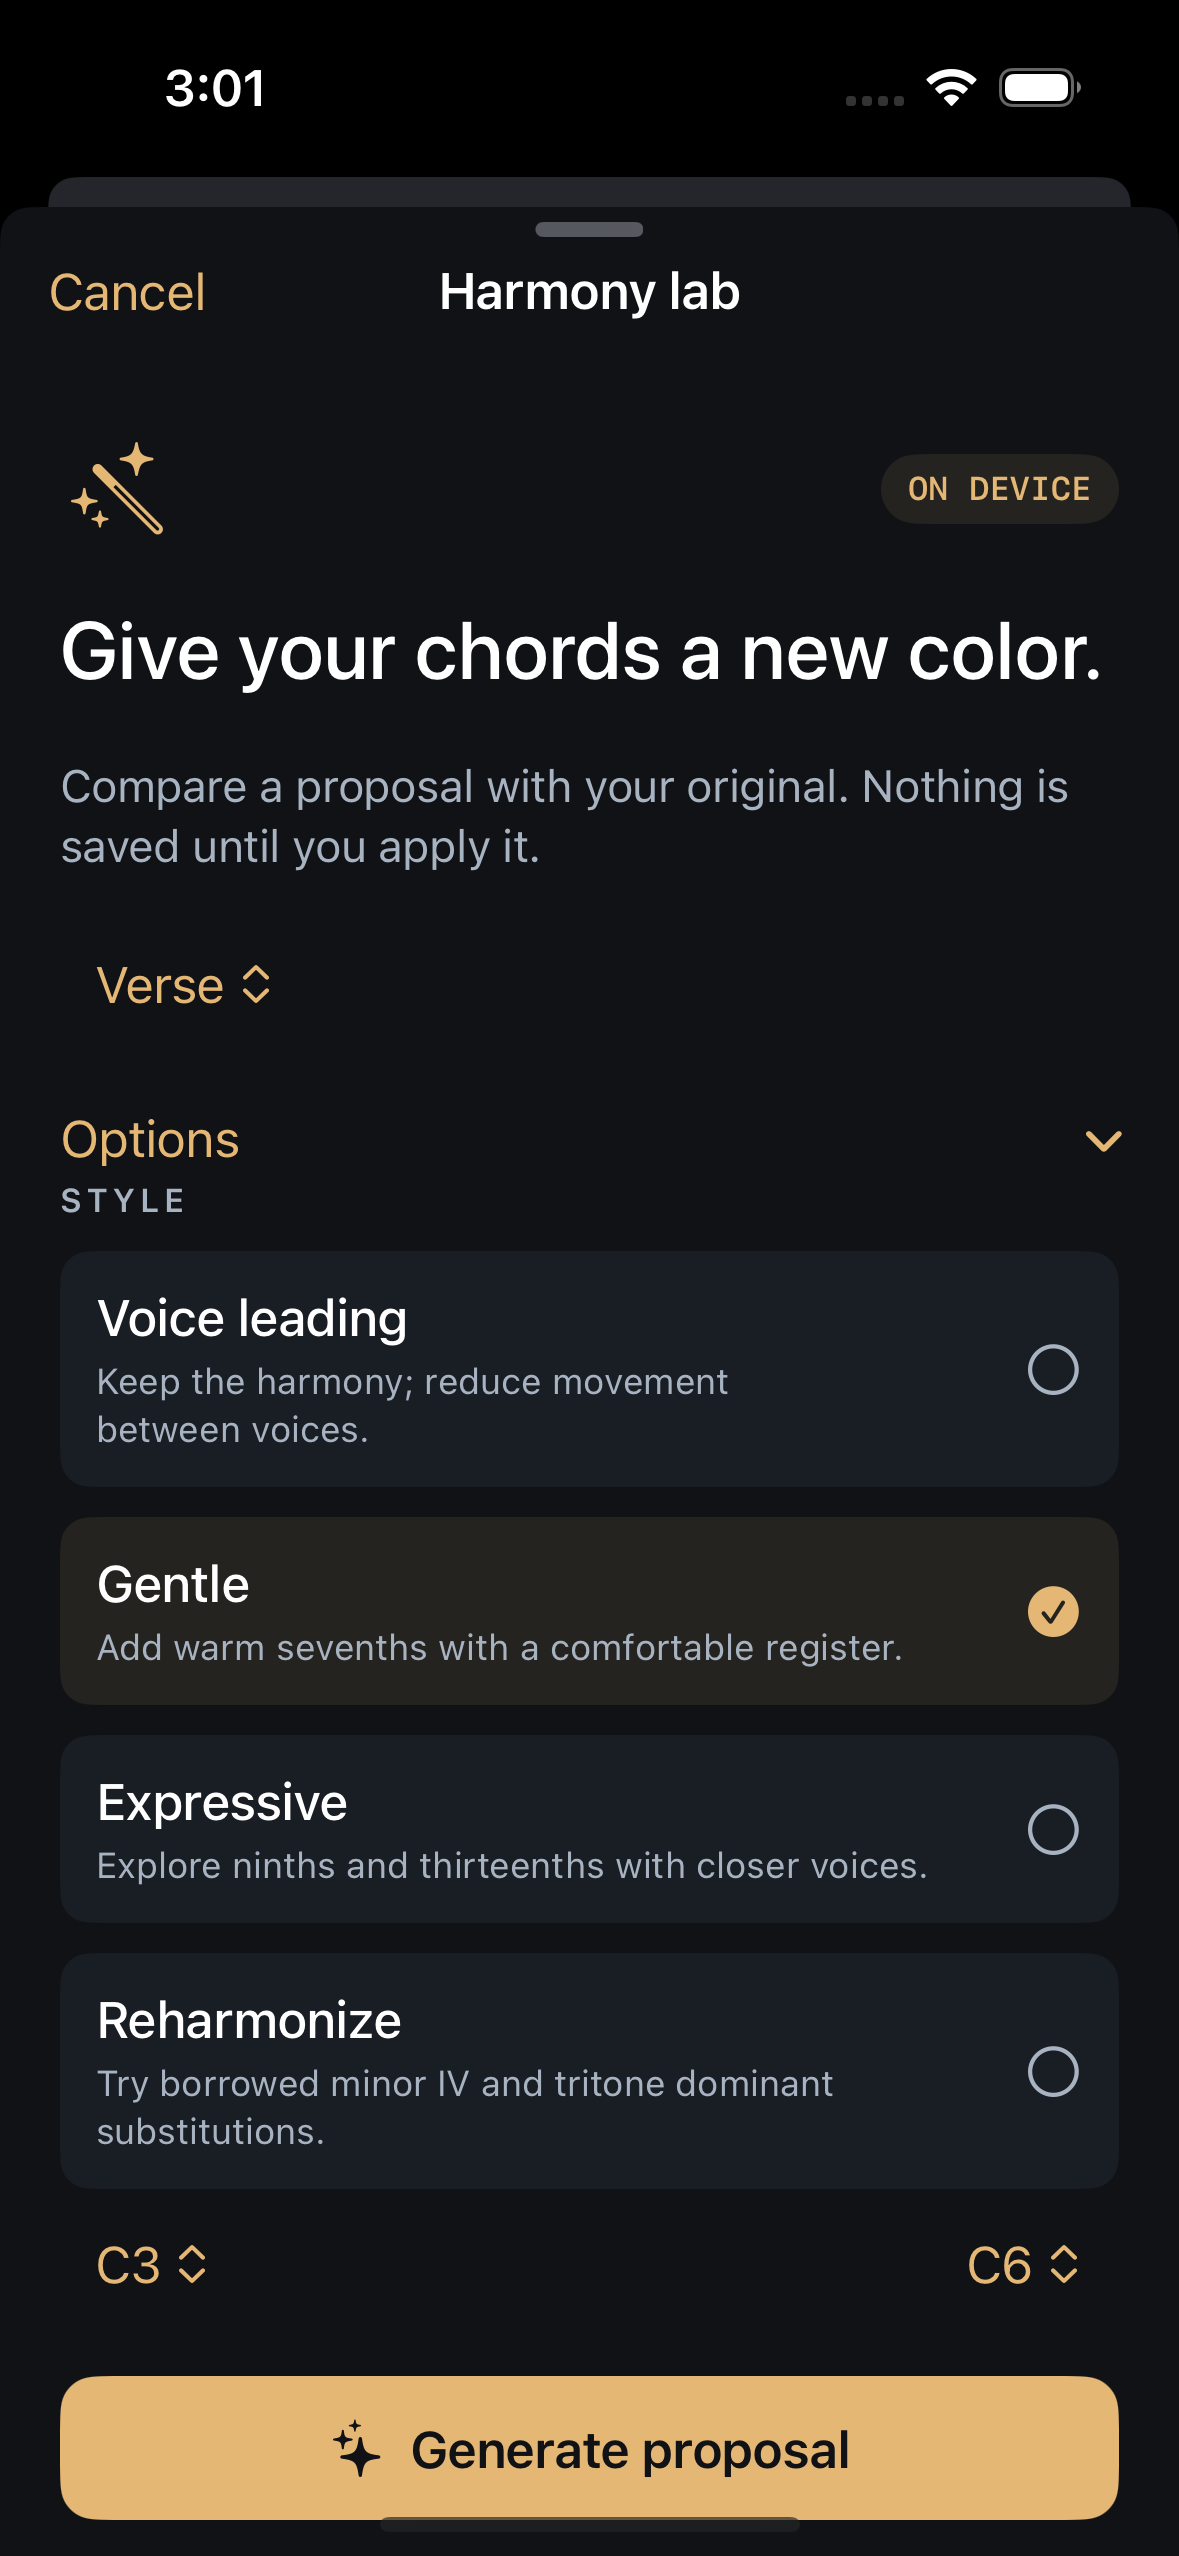 3:01
Cancel
Harmony lab
ON DEVICE
Give your chords a new color.
Compare a proposal with your original. Nothing is
saved until you apply it.
Verse
Options
STYLE
Voice leading
Keep the harmony; reduce movement
between voices.
Gentle
Add warm sevenths with a comfortable register.
Expressive
Explore ninths and thirteenths with closer voices.
Reharmonize
Try borrowed minor IV and tritone dominant
substitutions.
C3
C6
Generate proposal